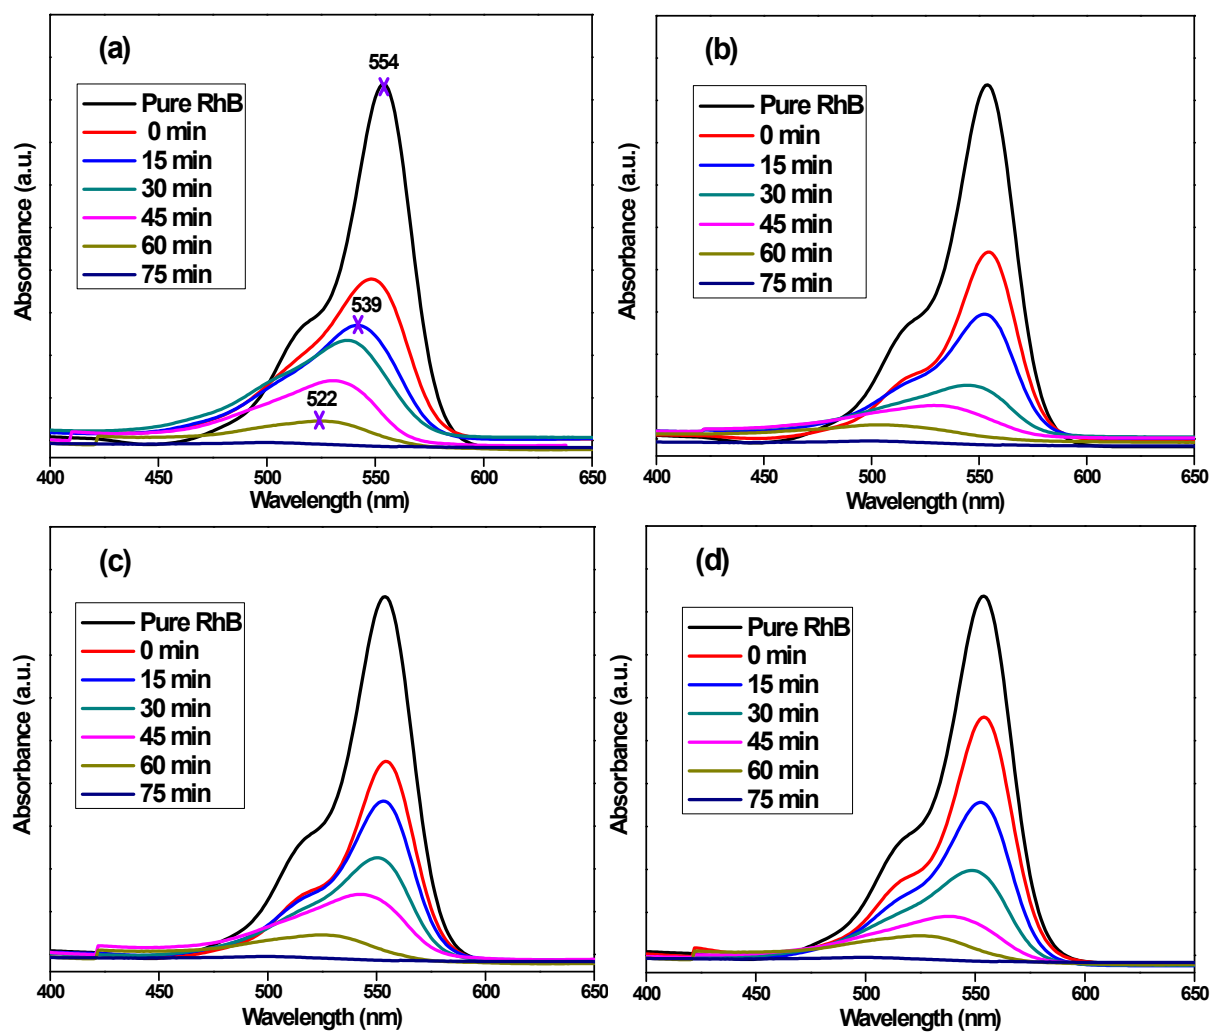 (a)
554
539
522
Pure RhB
0 min
15 min
30 min
45 min
60 min
75 min
Absorbance (a.u.)
400 450 500 550 600 650
Wavelength (nm)
(b)
Pure RhB
0 min
15 min
30 min
45 min
60 min
75 min
Absorbance (a.u.)
400 450 500 550 600 650
Wavelength (nm)
(c)
Pure RhB
0 min
15 min
30 min
45 min
60 min
75 min
Absorbance (a.u.)
400 450 500 550 600 650
Wavelength (nm)
(d)
Pure RhB
0 min
15 min
30 min
45 min
60 min
75 min
Absorbance (a.u.)
400 450 500 550 600 650
Wavelength (nm)